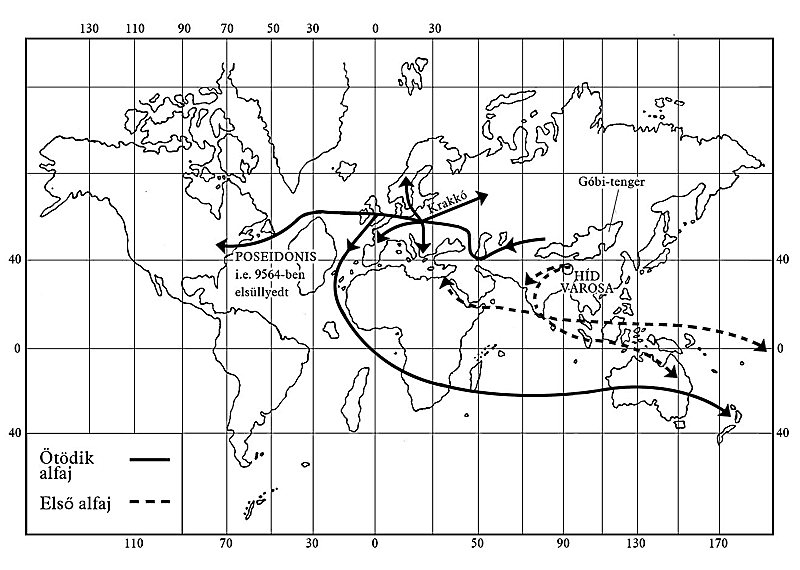 130 110 90 70 50 30 0 30
Krakkó
Góbi-tenger
POSEIDONIS
i.e. 9564-ben
elsüllyedt
HÍD
VÁROSA
40 40
0 0
40 40
Ötödik
alfaj
Első alfaj
110 70 30 0 50 90 130 170